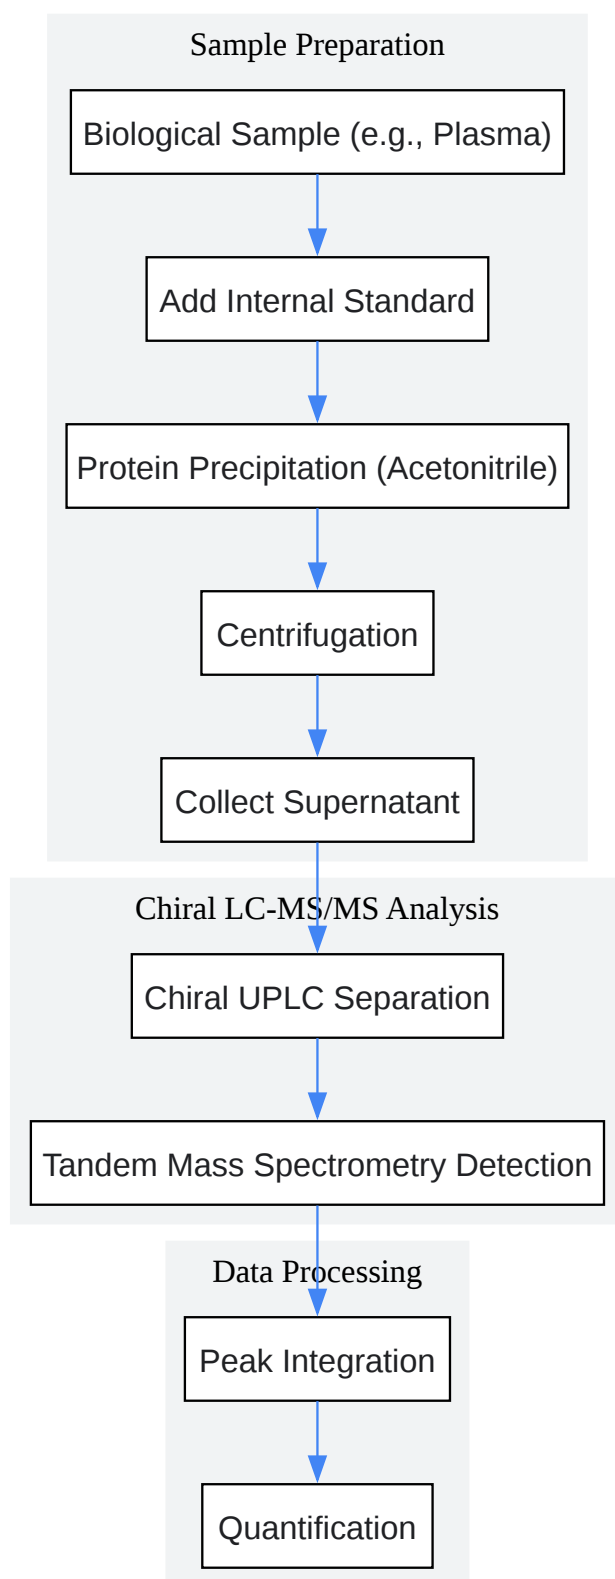 Sample Preparation
Biological Sample (e.g., Plasma)
Add Internal Standard
Protein Precipitation (Acetonitrile)
Centrifugation
Collect Supernatant
Chiral LC-MS/MS Analysis
Chiral UPLC Separation
Tandem Mass Spectrometry Detection
Data Processing
Peak Integration
Quantification